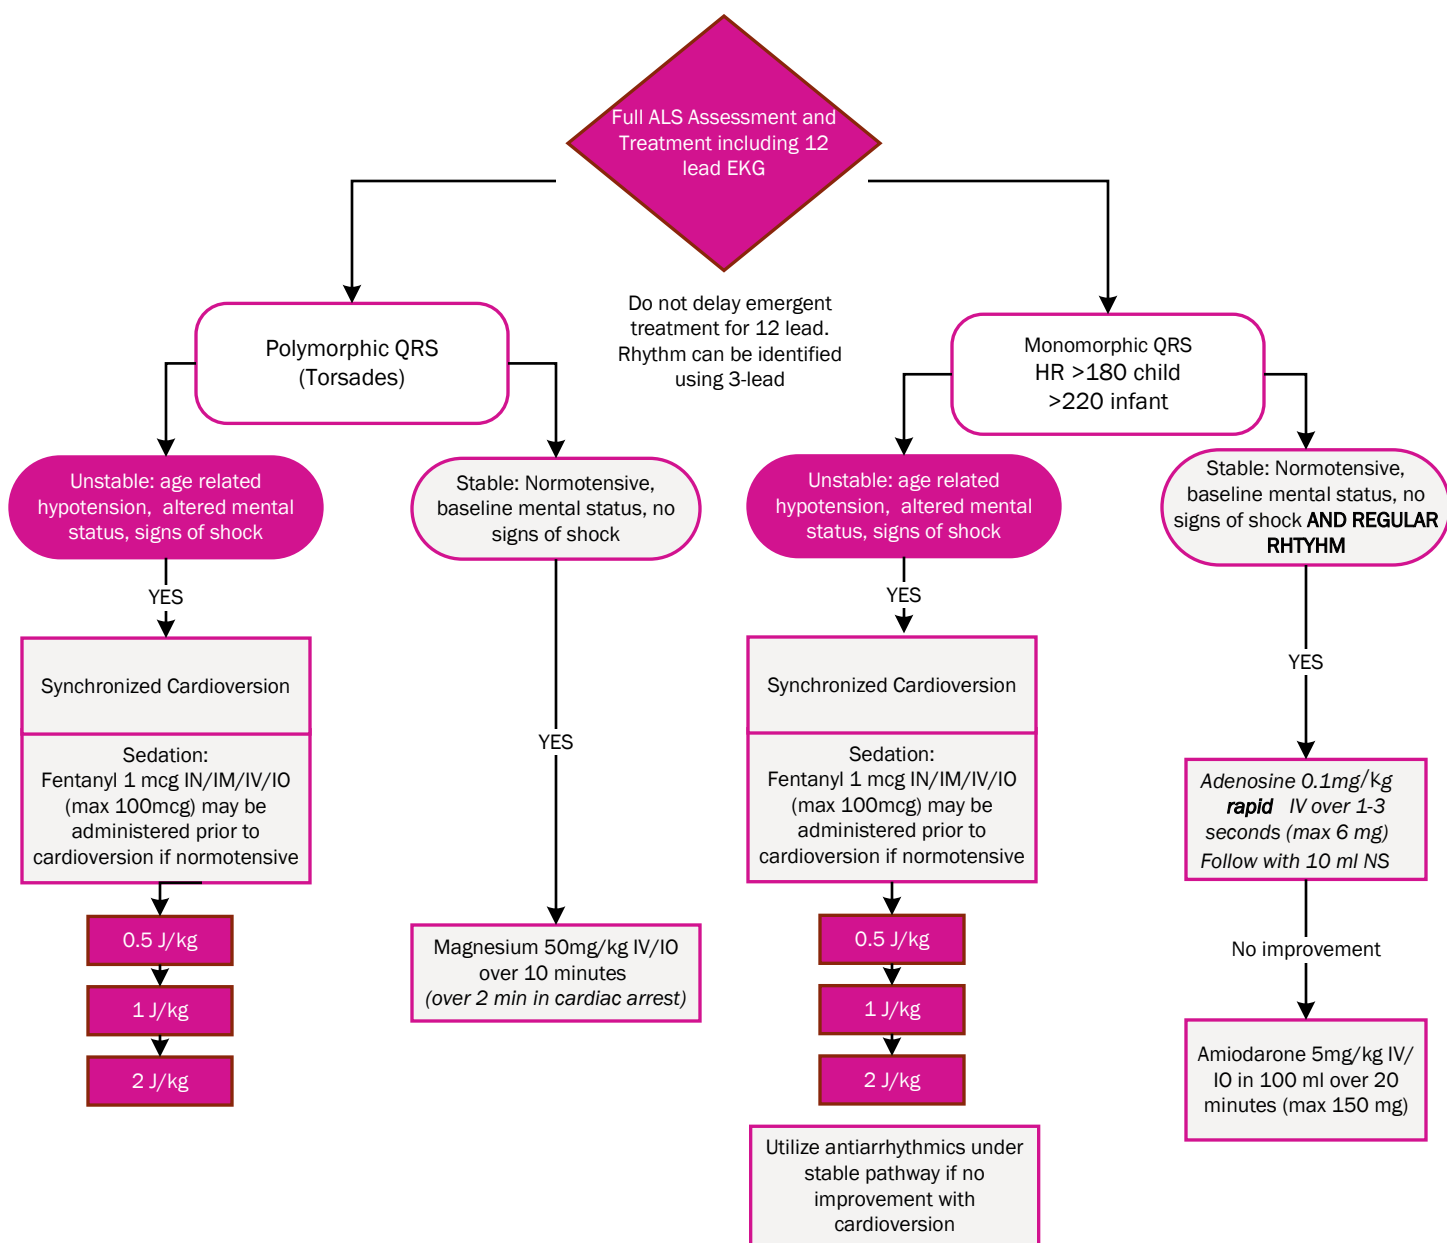 Full ALS Assessment and
Treatment including 12
lead EKG
Do not delay emergent
treatment for 12 lead.
Rhythm can be identified
using 3-lead
Polymorphic QRS
(Torsades)
Monomorphic QRS
HR >180 child
>220 infant
Unstable: age related
hypotension, altered mental
status, signs of shock
Stable: Normotensive,
baseline mental status, no
signs of shock
Unstable: age related
hypotension, altered mental
status, signs of shock
Stable: Normotensive,
baseline mental status, no
signs of shock AND REGULAR
RHTYHM
YES
YES
YES
YES
Synchronized Cardioversion
Sedation:
Fentanyl 1 mcg IN/IM/IV/IO
(max 100mcg) may be
administered prior to
cardioversion if normotensive
0.5 J/kg
1 J/kg
2 J/kg
Magnesium 50mg/kg IV/IO
over 10 minutes
(over 2 min in cardiac arrest)
Synchronized Cardioversion
Sedation:
Fentanyl 1 mcg IN/IM/IV/IO
(max 100mcg) may be
administered prior to
cardioversion if normotensive
0.5 J/kg
1 J/kg
2 J/kg
Utilize antiarrhythmics under
stable pathway if no
improvement with
cardioversion
Adenosine 0.1mg/kg
rapid IV over 1-3
seconds (max 6 mg)
Follow with 10 ml NS
No improvement
Amiodarone 5mg/kg IV/
IO in 100 ml over 20
minutes (max 150 mg)